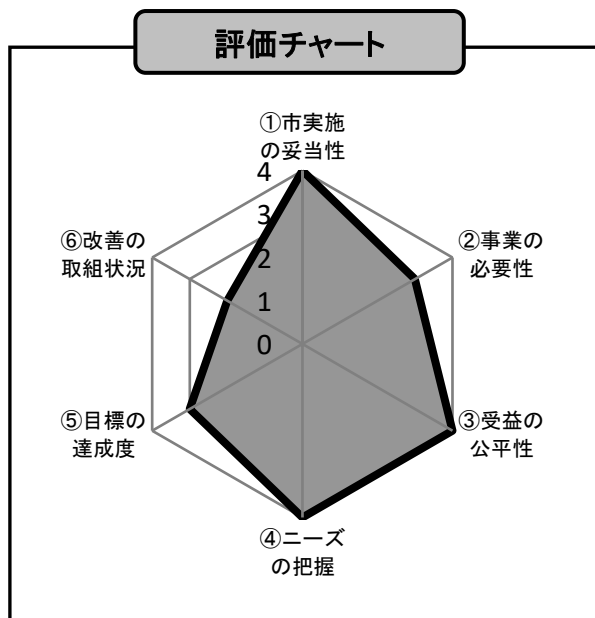 評価チャート
①市実施
の妥当性
4
3
2
1
0
②事業の
必要性
③受益の
公平性
④ニーズ
の把握
⑤目標の
達成度
⑥改善の
取組状況